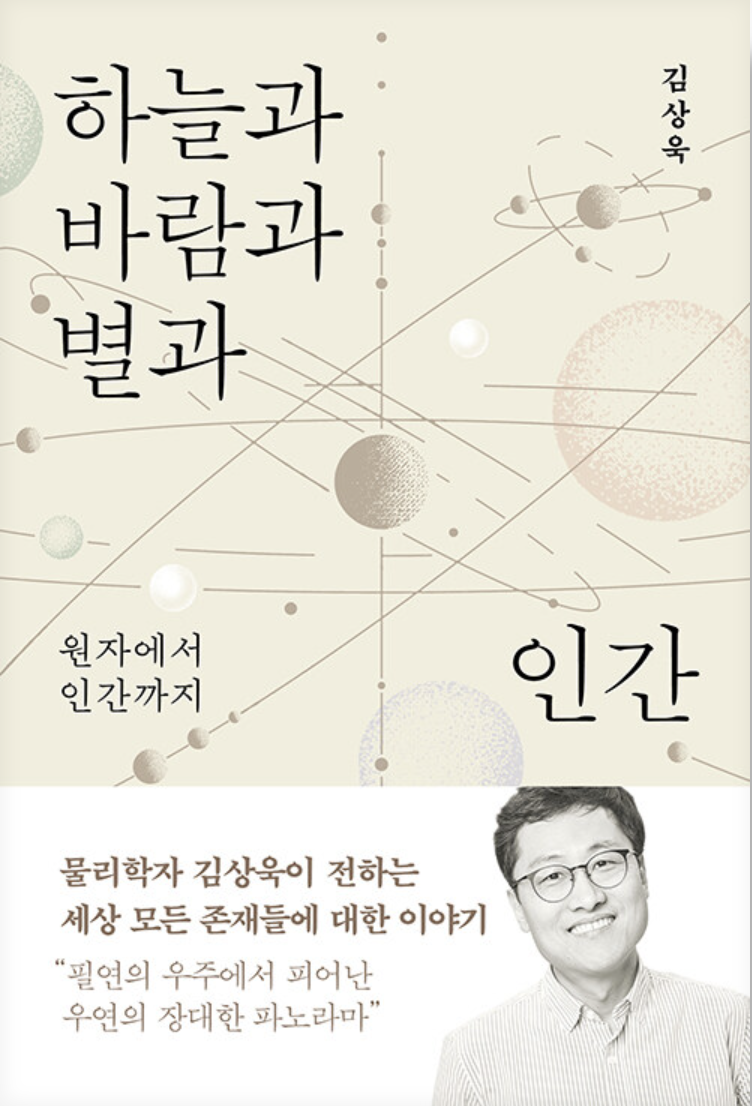 하늘과
바람과
별과
김상욱
원자에서
인간까지
인간
물리학자 김상욱이 전하는
세상 모든 존재들에 대한 이야기
“필연의 우주에서 피어난
우연의 장대한 파노라마”